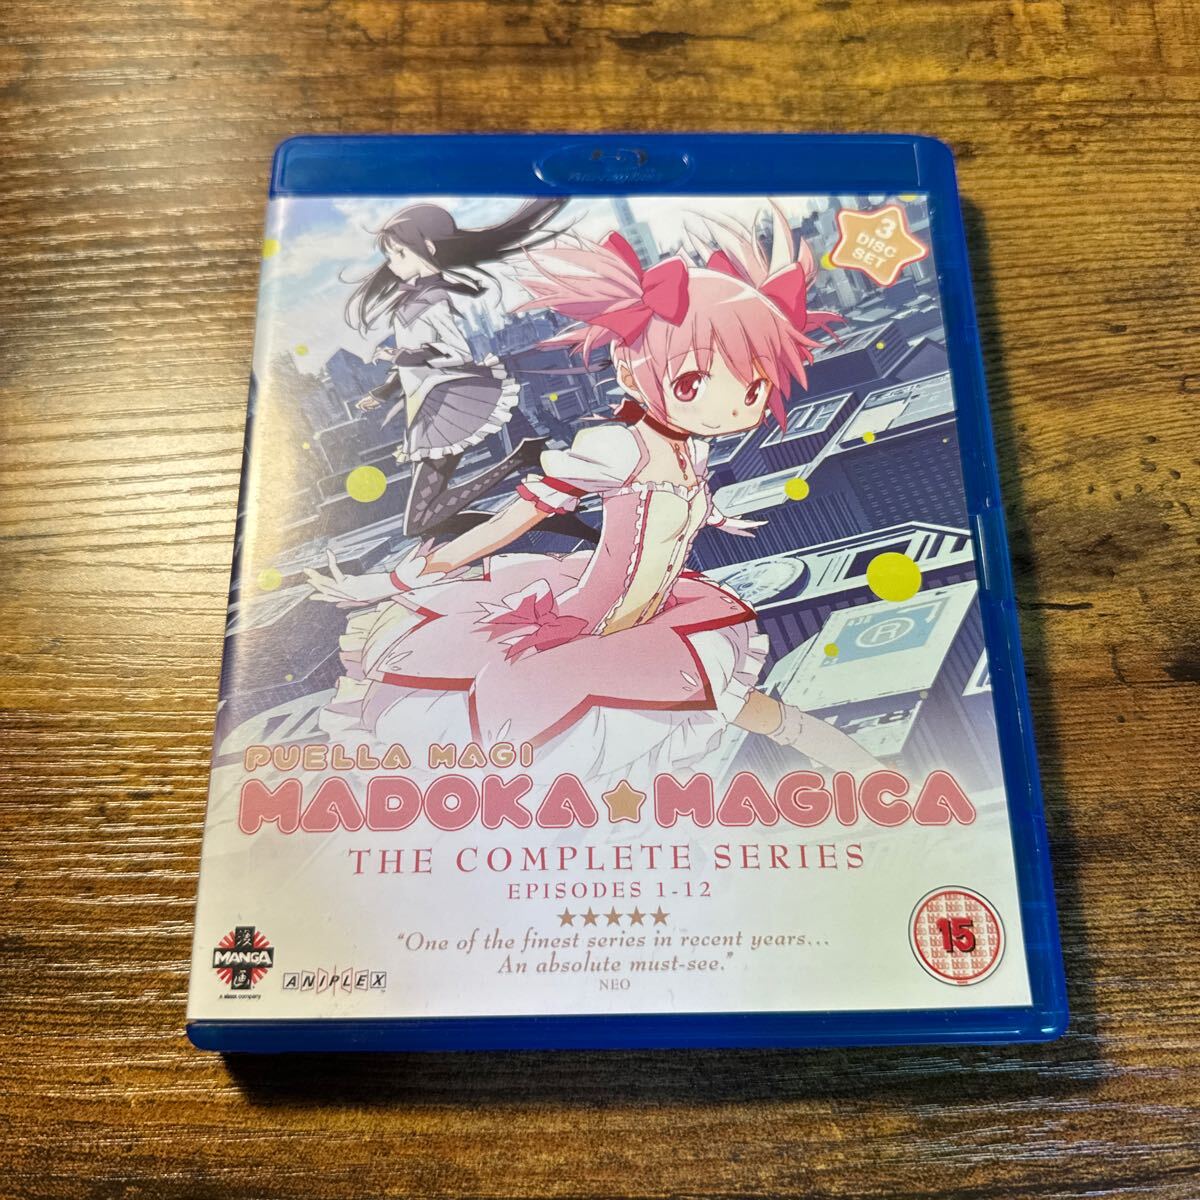 3
DISC
SET
PUELLA MAGI
MADOKA★MAGICA
THE COMPLETE SERIES
EPISODES 1-12
★★★★★
"One of the finest series in recent years...
An absolute must-see."
NEO
15
MANGA
ANIPLEX
R